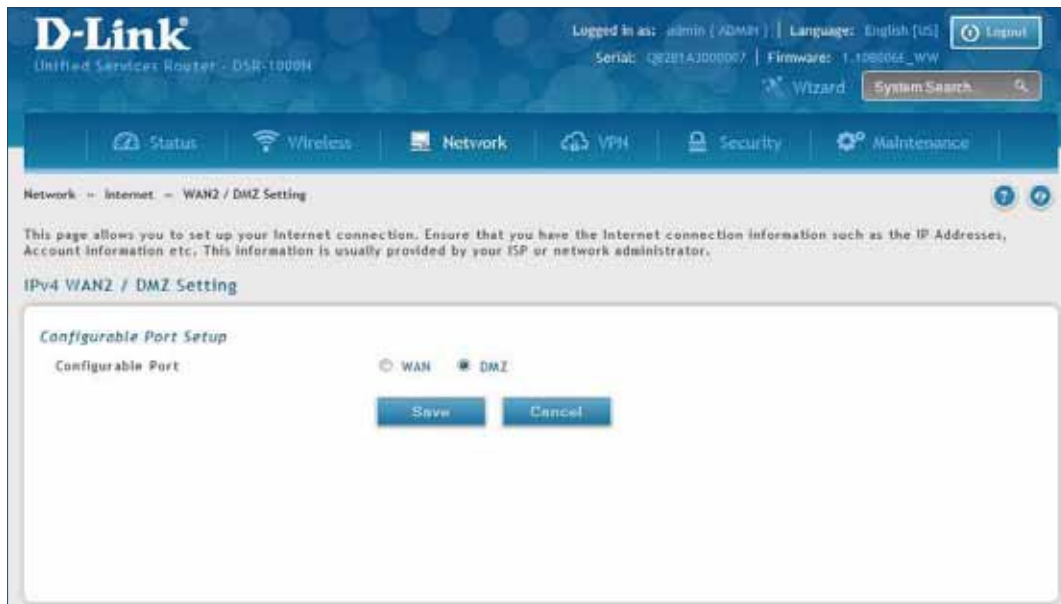 D-Link
Unified Services Router - DSR-1000N
Logged in as: admin ( ADMIN ) | Language: English [US]
Logout
Serial: | Firmware:
Wizard
System Search
Status
Wireless
Network
VPN
Security
Maintenance
Network » Internet » WAN2 / DMZ Setting
This page allows you to set up your Internet connection. Ensure that you have the Internet connection information such as the IP Addresses,
Account Information etc. This information is usually provided by your ISP or network administrator.
IPv4 WAN2 / DMZ Setting
Configurable Port Setup
Configurable Port
WAN
DMZ
Save
Cancel